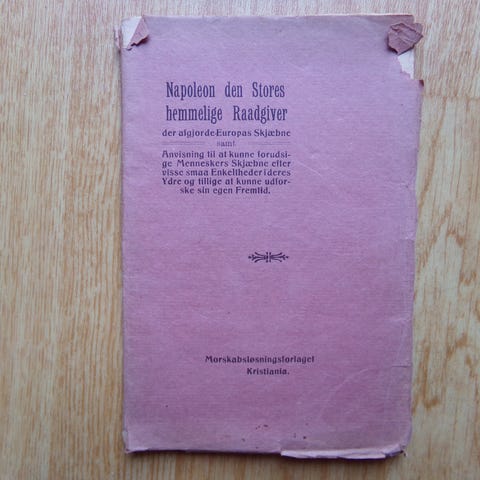 Napoleon den Stores
hemmelige Raadgiver
der afgjorde Europas Skjæbne
samt
Anvisning til at kunne forudsi-
ge Menneskers Skjæbne efter
visse smaa Enkeltheder i deres
Ydre og tillige at kunne udfor-
ske sin egen Fremtid.
Morskabsløsningsforlaget
Kristiania.